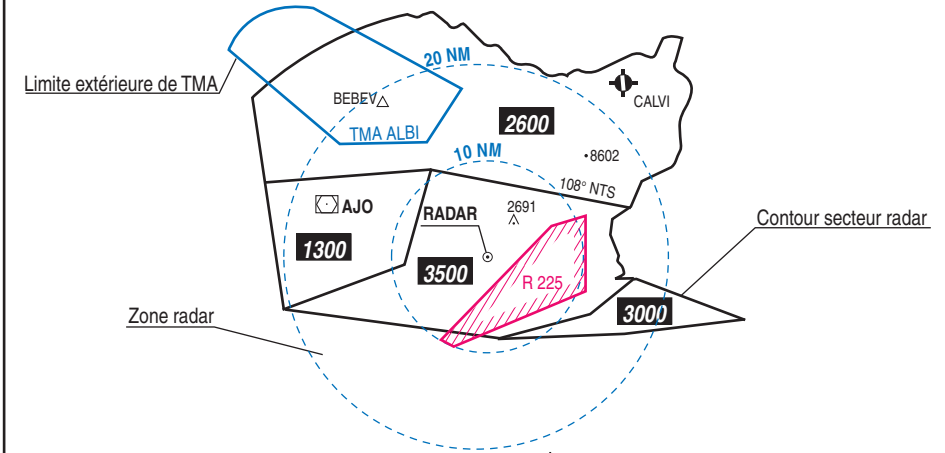 20 NM
Limite extérieure de TMA
BEBEV
CALVI
TMA ALBI
2600
10 NM
8602
108° NTS
AJO
RADAR
2691
Contour secteur radar
1300
3500
R 225
Zone radar
3000